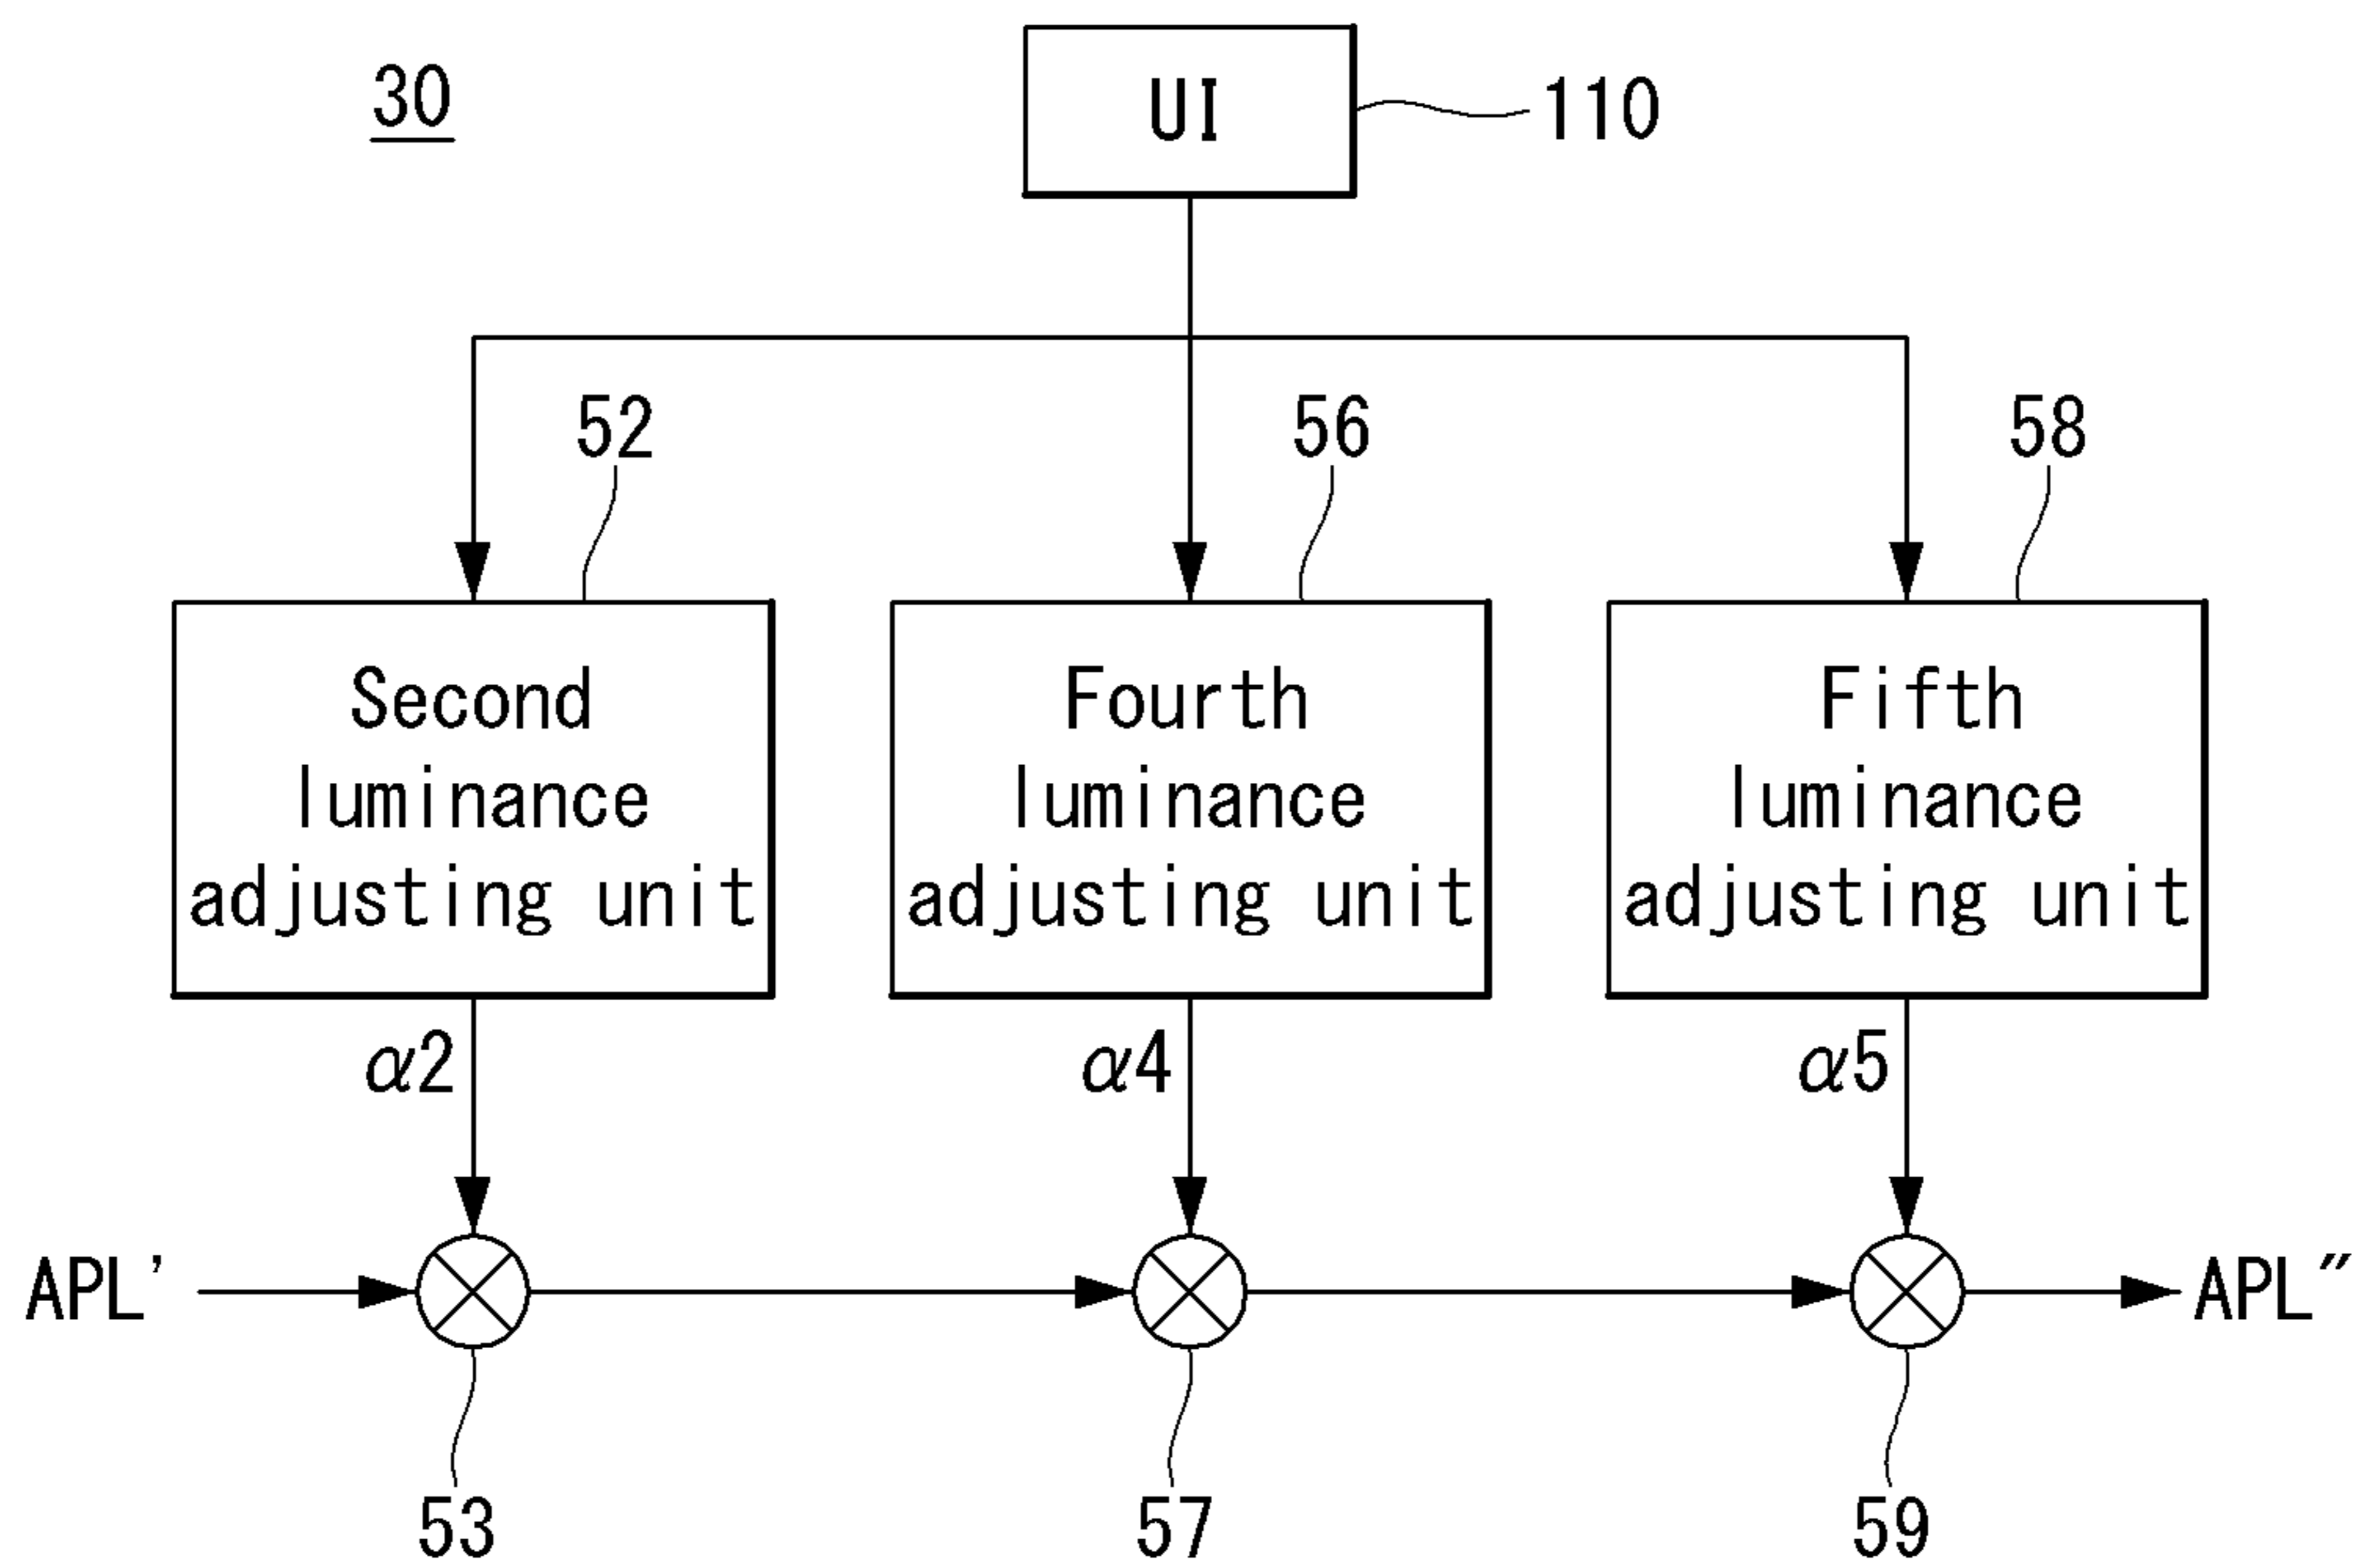 30
UI
110
52
56
58
Second
luminance
adjusting unit
Fourth
luminance
adjusting unit
Fifth
luminance
adjusting unit
α2
α4
α5
APL'
APL"
53
57
59